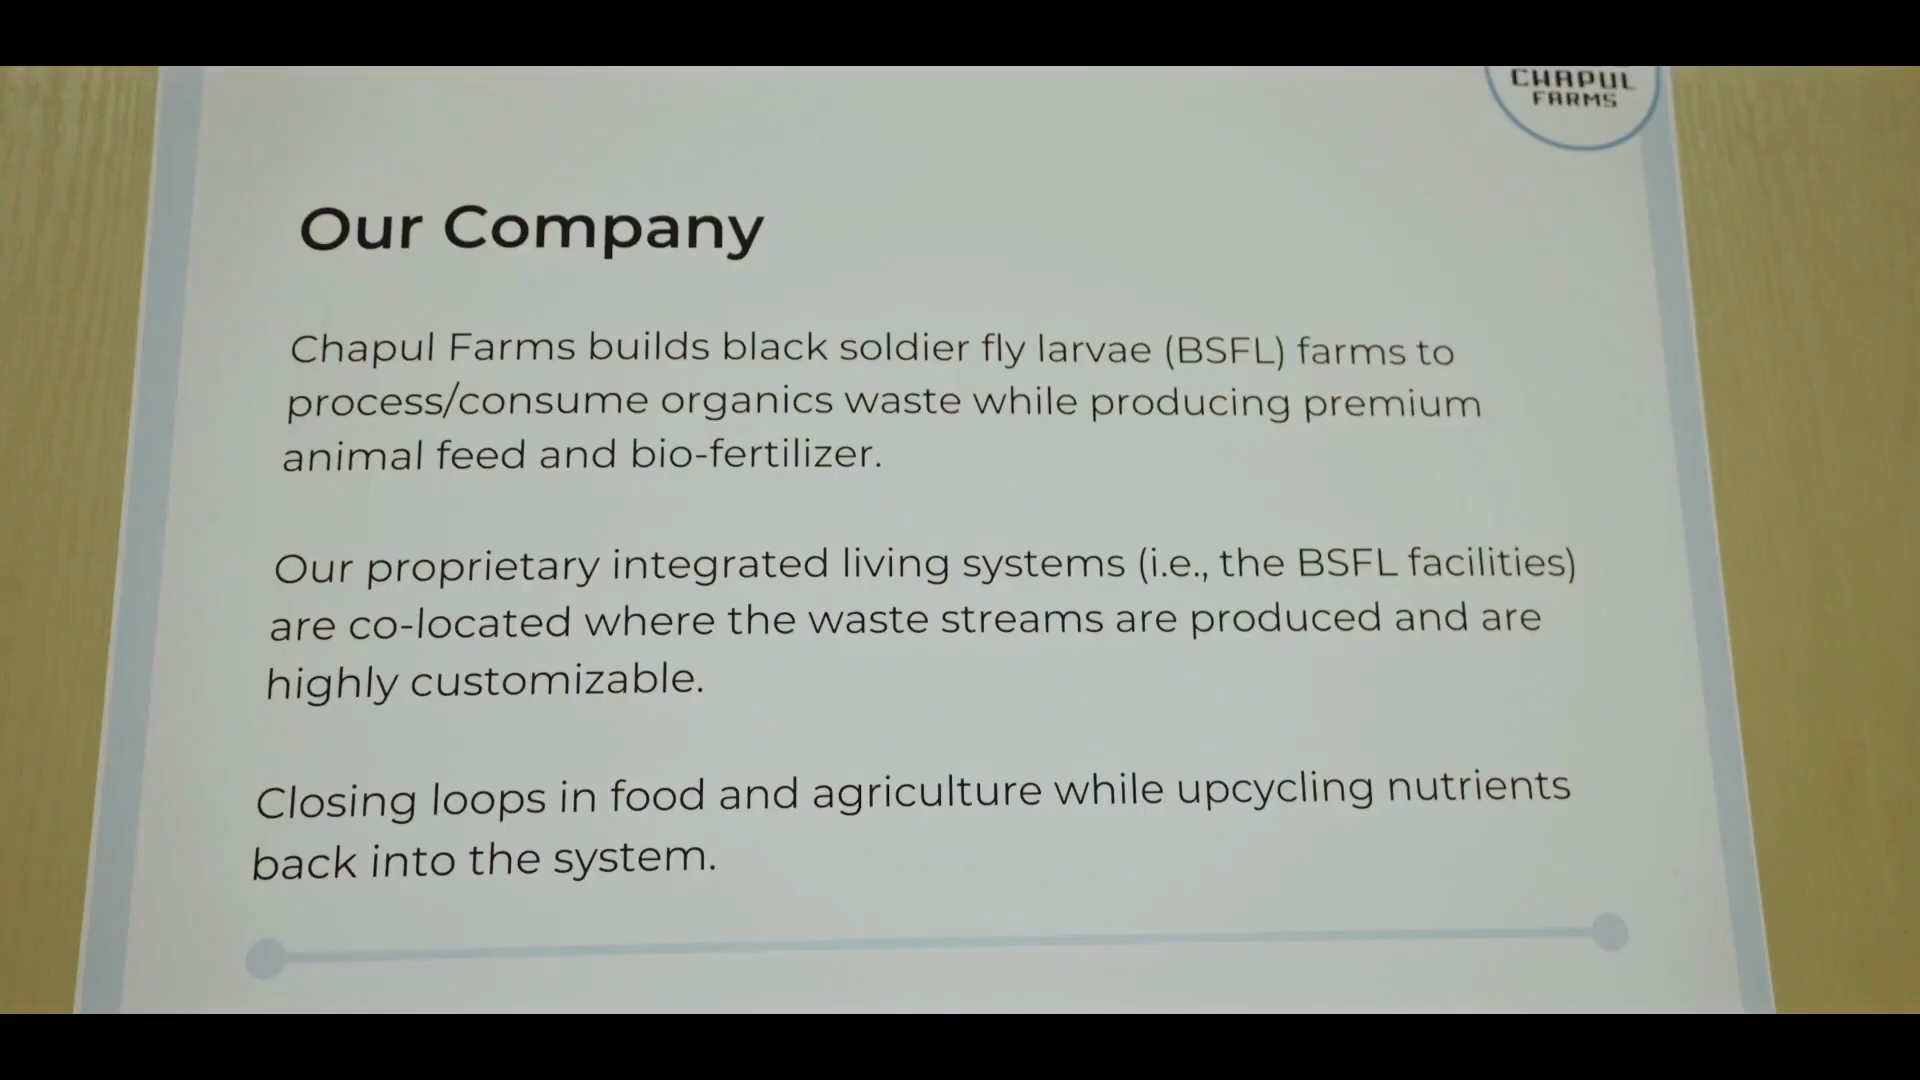 CHAPUL
FARMS
Our Company
Chapul Farms builds black soldier fly larvae (BSFL) farms to
process/consume organics waste while producing premium
animal feed and bio-fertilizer.
Our proprietary integrated living systems (i.e., the BSFL facilities)
are co-located where the waste streams are produced and are
highly customizable.
Closing loops in food and agriculture while upcycling nutrients
back into the system.